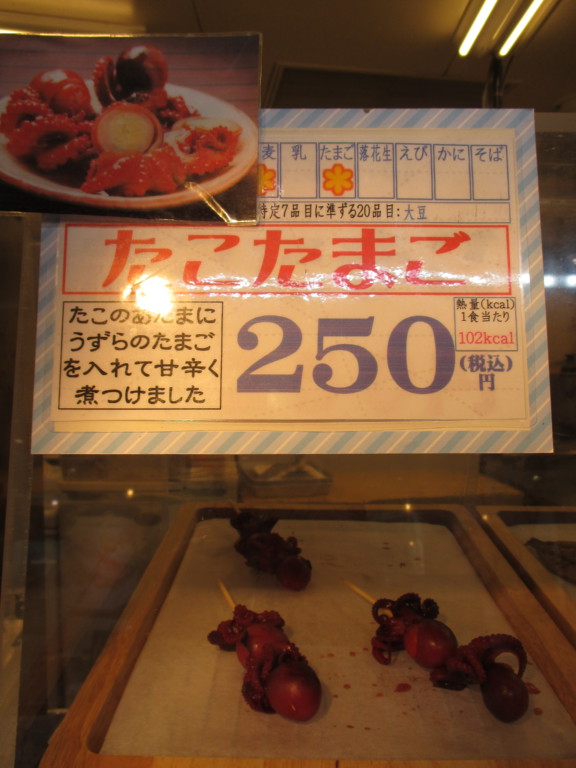 麦 乳 たまご 落花生 えび かに そば
特定7品目に準ずる20品目：大豆
たこたまご
たこのあたまに
うずらのたまご
を入れて甘辛く
煮つけました
250
(税込)
円
熱量(kcal)
1食当たり
102kcal